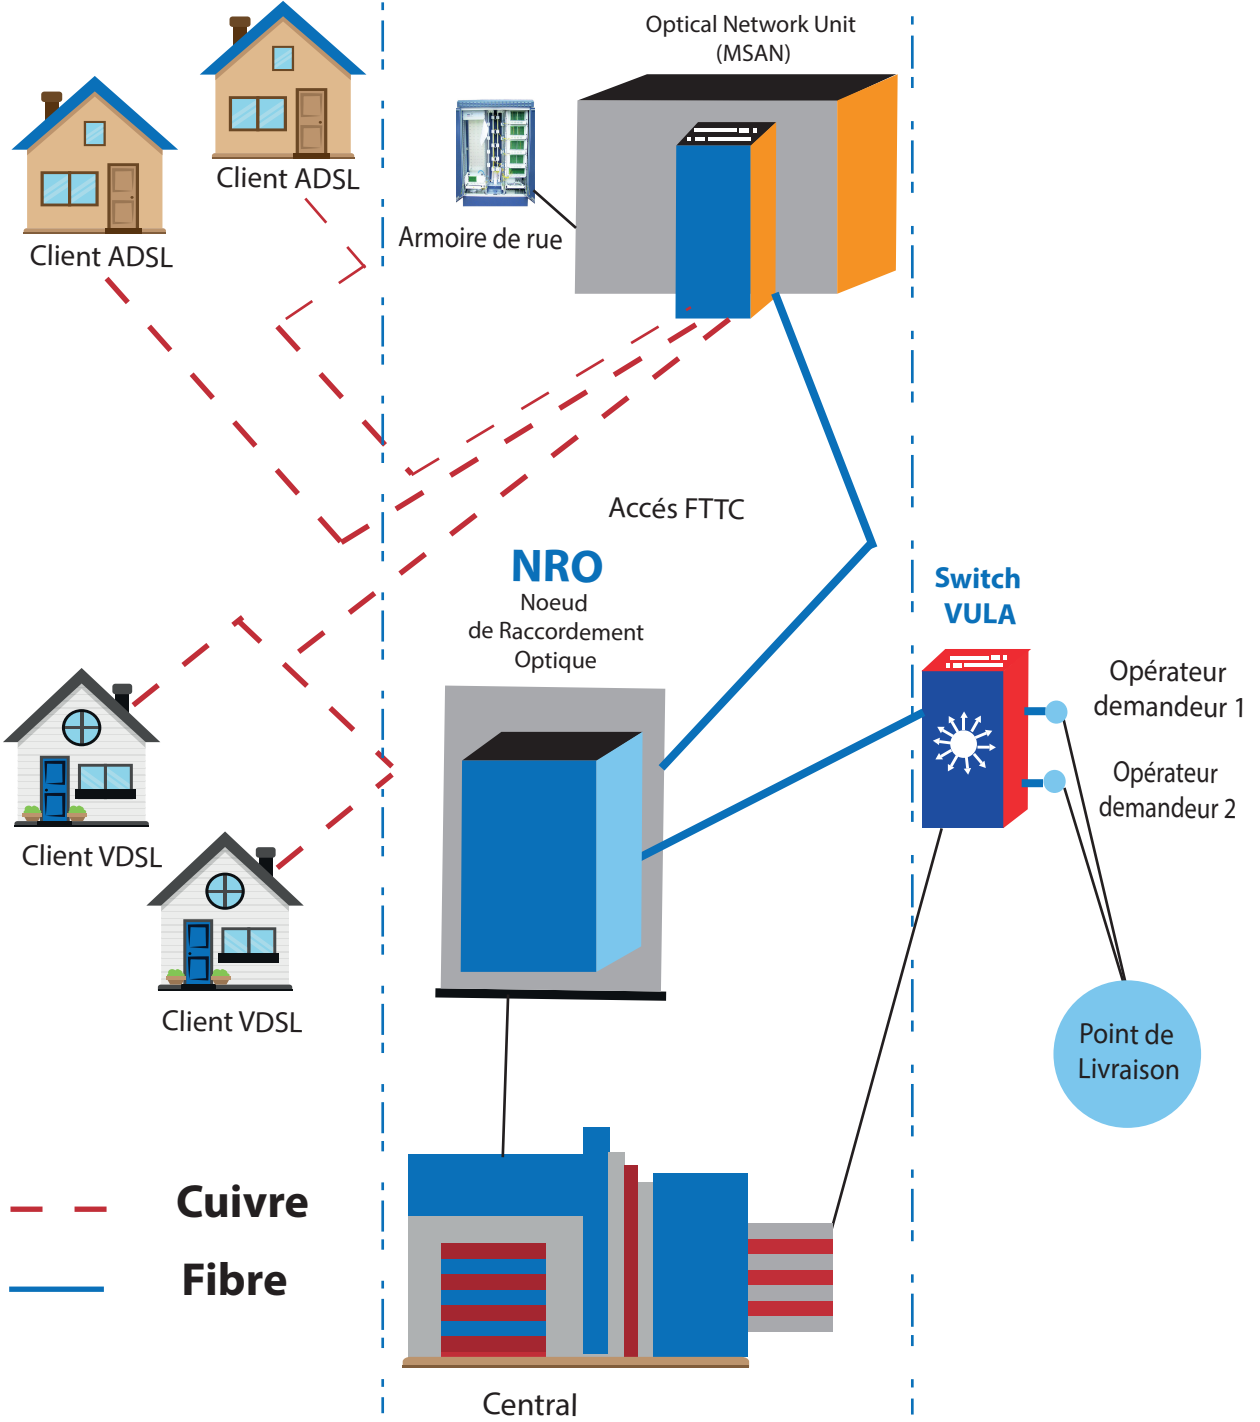 Optical Network Unit
(MSAN)
Client ADSL
Client ADSL
Armoire de rue
Accés FTTC
NRO
Noeud
de Raccordement
Optique
Switch
VULA
Opérateur
demandeur 1
Opérateur
demandeur 2
Client VDSL
Client VDSL
Point de
Livraison
Cuivre
Fibre
Central